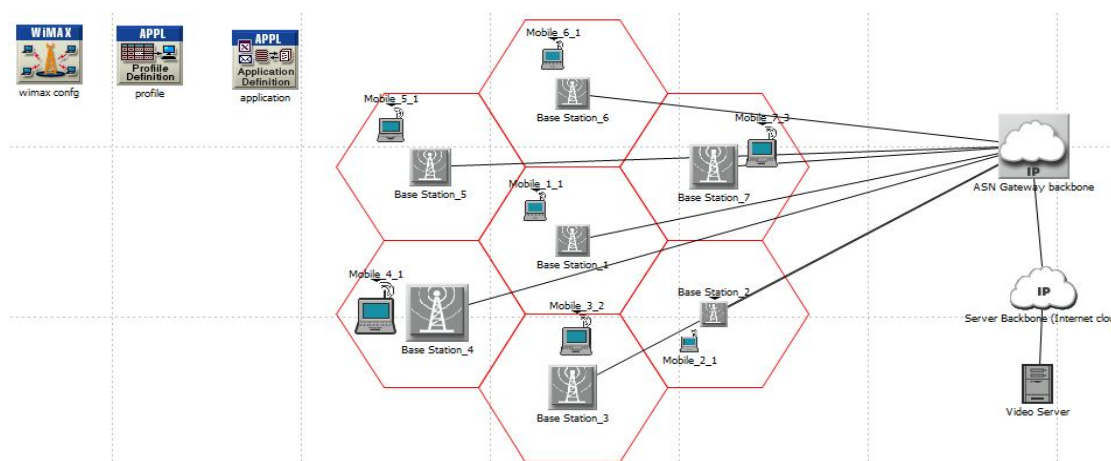 WiMAX
wimax confg
APPL
Profile
Definition
profile
APPL
Application
Definition
application
Mobile_6_1
Base Station_6
Mobile_5_1
Base Station_5
Mobile_7_3
Base Station_7
Mobile_1_1
Base Station_1
IP
ASN Gateway backbone
Mobile_4_1
Base Station_4
Mobile_3_2
Base Station_3
Base Station_2
Mobile_2_1
IP
Server Backbone (Internet clou
Video Server